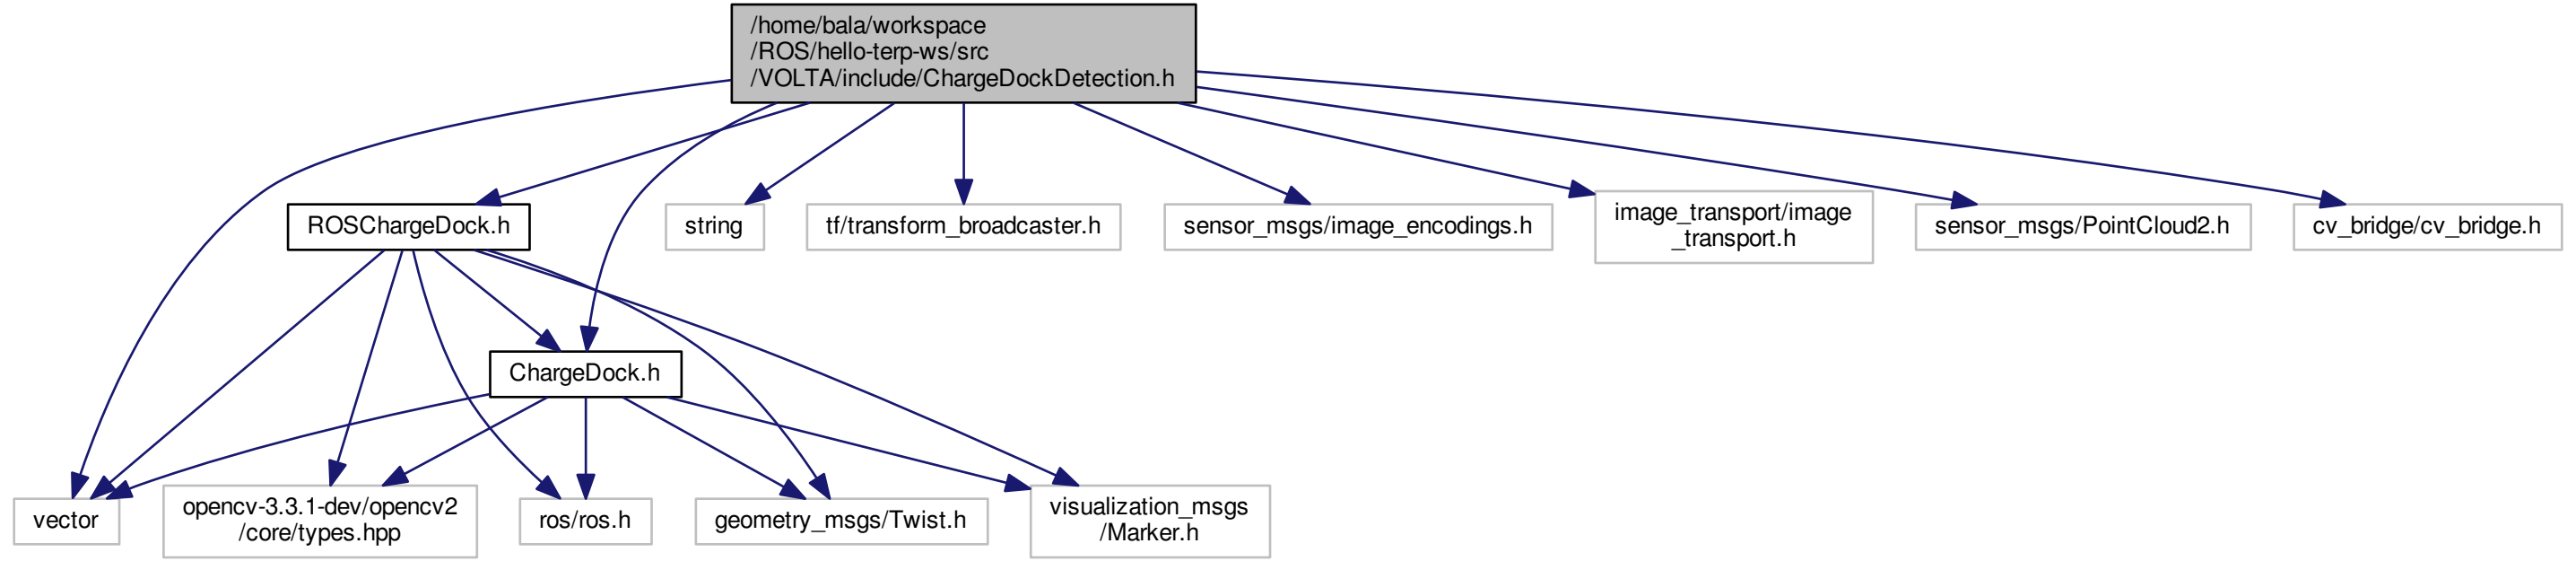 /home/bala/workspace
/ROS/hello-terp-ws/src
/VOLTA/include/ChargeDockDetection.h
ROSChargeDock.h
string
tf/transform_broadcaster.h
sensor_msgs/image_encodings.h
image_transport/image
_transport.h
sensor_msgs/PointCloud2.h
cv_bridge/cv_bridge.h
ChargeDock.h
vector
opencv-3.3.1-dev/opencv2
/core/types.hpp
ros/ros.h
geometry_msgs/Twist.h
visualization_msgs
/Marker.h